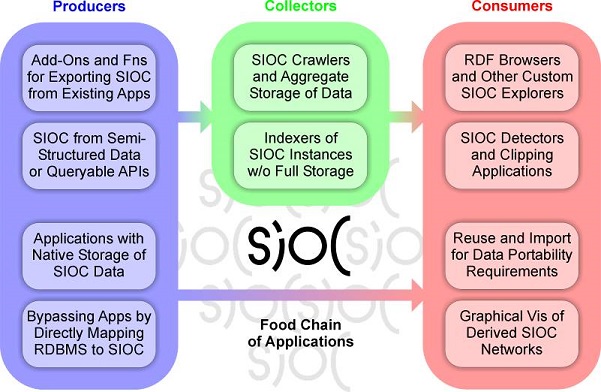 Producers
Add-Ons and Fns
for Exporting SIOC
from Existing Apps
SIOC from Semi-
Structured Data
or Queryable APIs
Applications with
Native Storage of
SIOC Data
Bypassing Apps by
Directly Mapping
RDBMS to SIOC
Collectors
SIOC Crawlers
and Aggregate
Storage of Data
Indexers of
SIOC Instances
w/o Full Storage
sioc
Food Chain
of Applications
Consumers
RDF Browsers
and Other Custom
SIOC Explorers
SIOC Detectors
and Clipping
Applications
Reuse and Import
for Data Portability
Requirements
Graphical Vis of
Derived SIOC
Networks